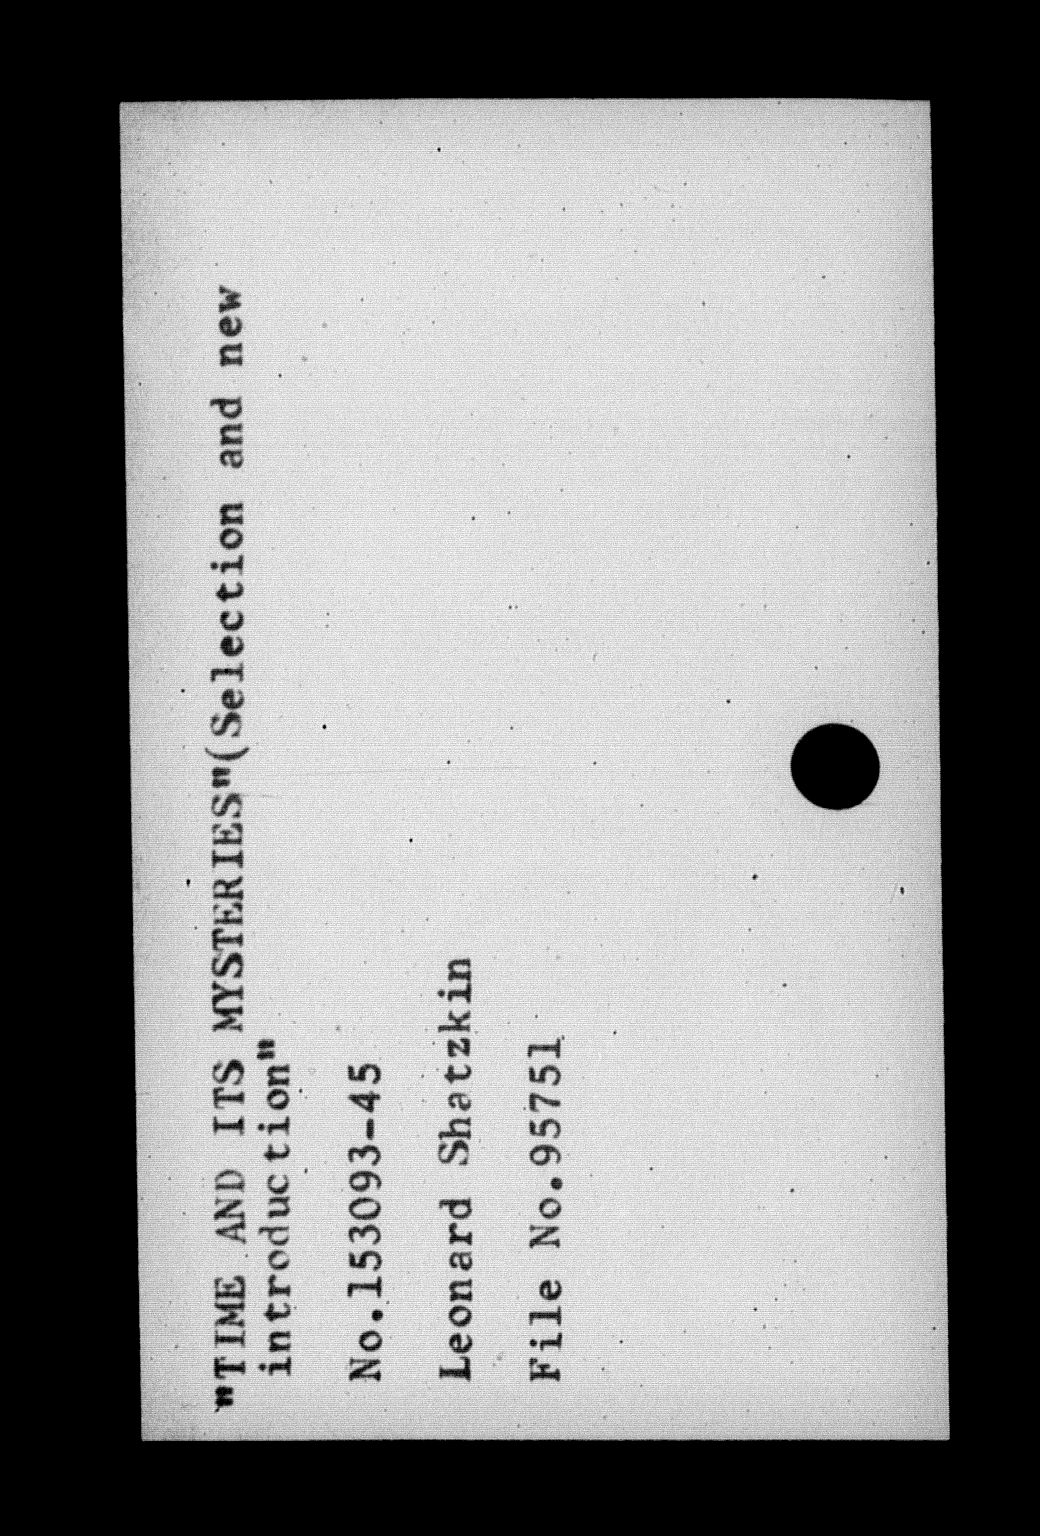 "TIME AND ITS MYSTERIES"(Selection and new
introduction"
No.153093-45
Leonard Shatzkin
File No.95751